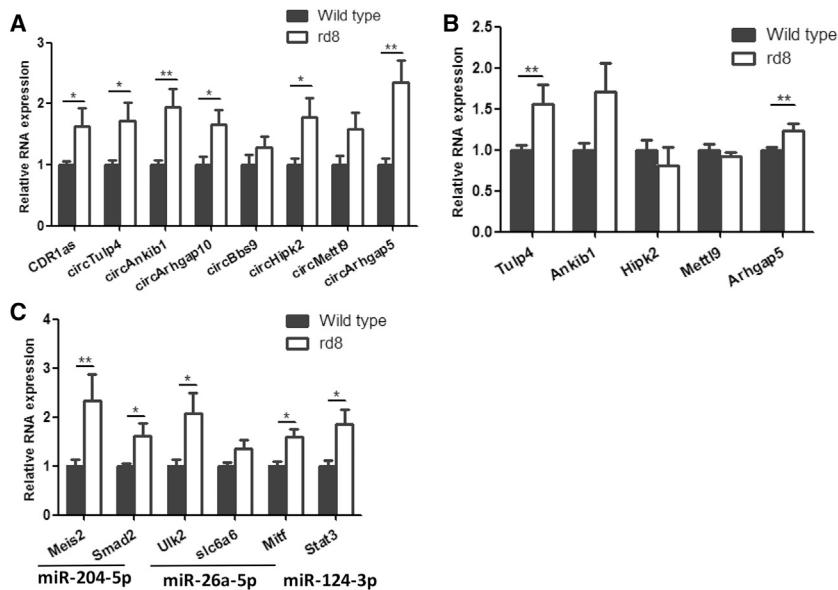 A
Wild type
rd8
Relative RNA expression
3
2
1
0
*
*
**
*
*
**
CDR1as
circTulp4
circAnkib1
circArhgap10
circBbs9
circHipk2
circMettl9
circArhgap5
B
Wild type
rd8
Relative RNA expression
2.5
2.0
1.5
1.0
0.5
0.0
**
**
Tulp4
Ankib1
Hipk2
Mettl9
Arhgap5
C
Wild type
rd8
Relative RNA expression
4
3
2
1
0
**
*
*
*
*
Meis2
Smad2
Ulk2
slc6a6
Mitf
Stat3
miR-204-5p
miR-26a-5p
miR-124-3p